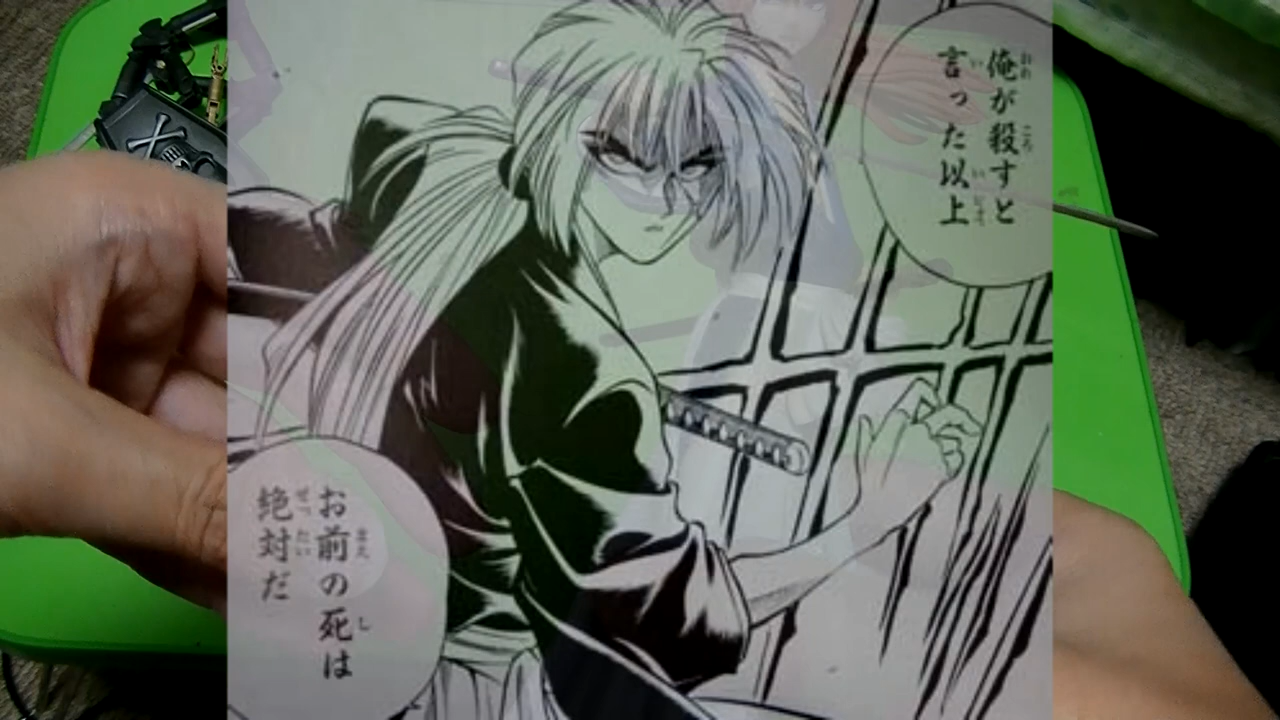 俺が殺すと
言った以上
お前の死は
絶対だ